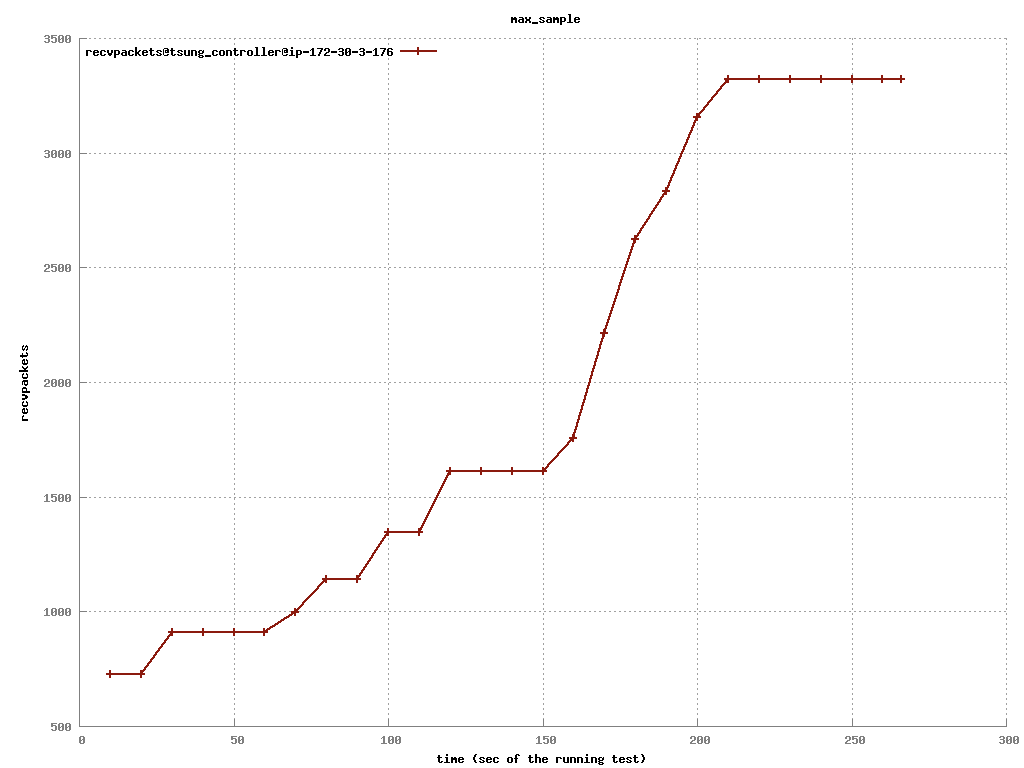 max_sample
recvpackets@tsung_controller@ip-172-30-3-176
3500
3000
2500
2000
1500
1000
500
recvpackets
0 50 100 150 200 250 300
time (sec of the running test)